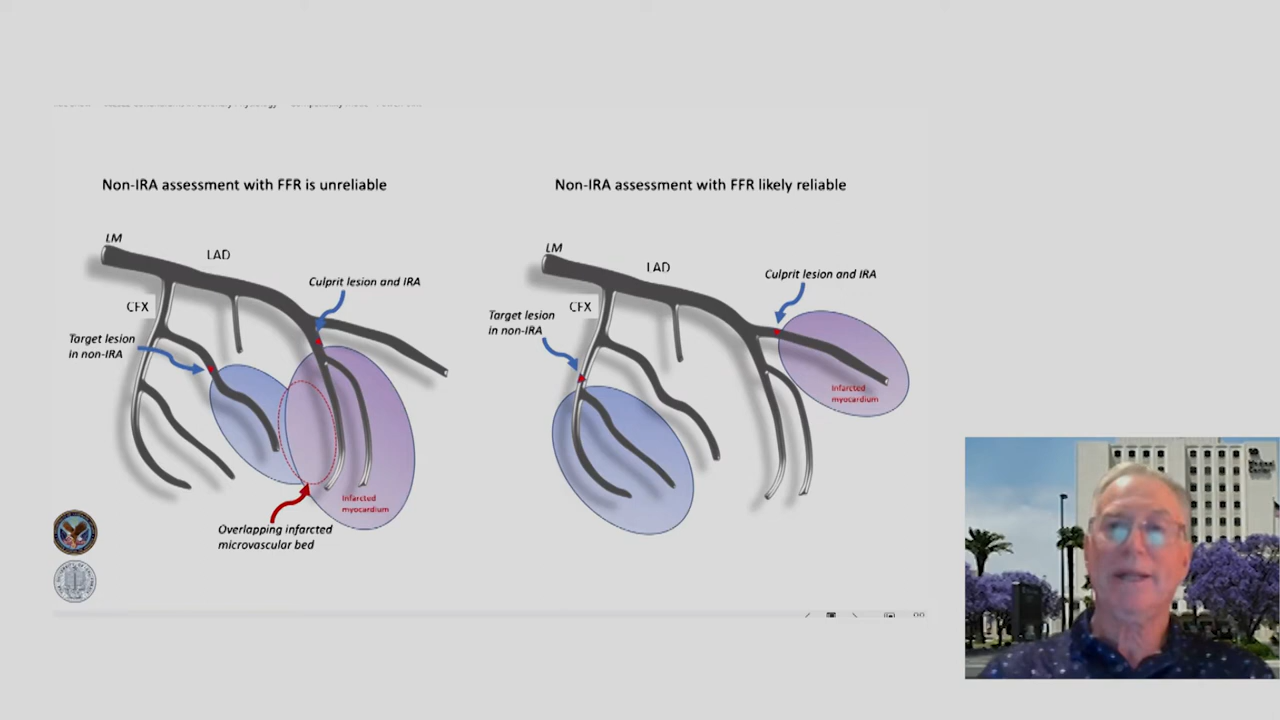 Non-IRA assessment with FFR is unreliable
LM
LAD
Culprit lesion and IRA
CFX
Target lesion
in non-IRA
Infarcted
myocardium
Overlapping infarcted
microvascular bed
Non-IRA assessment with FFR likely reliable
LM
LAD
Culprit lesion and IRA
CFX
Target lesion
in non-IRA
Infarcted
myocardium